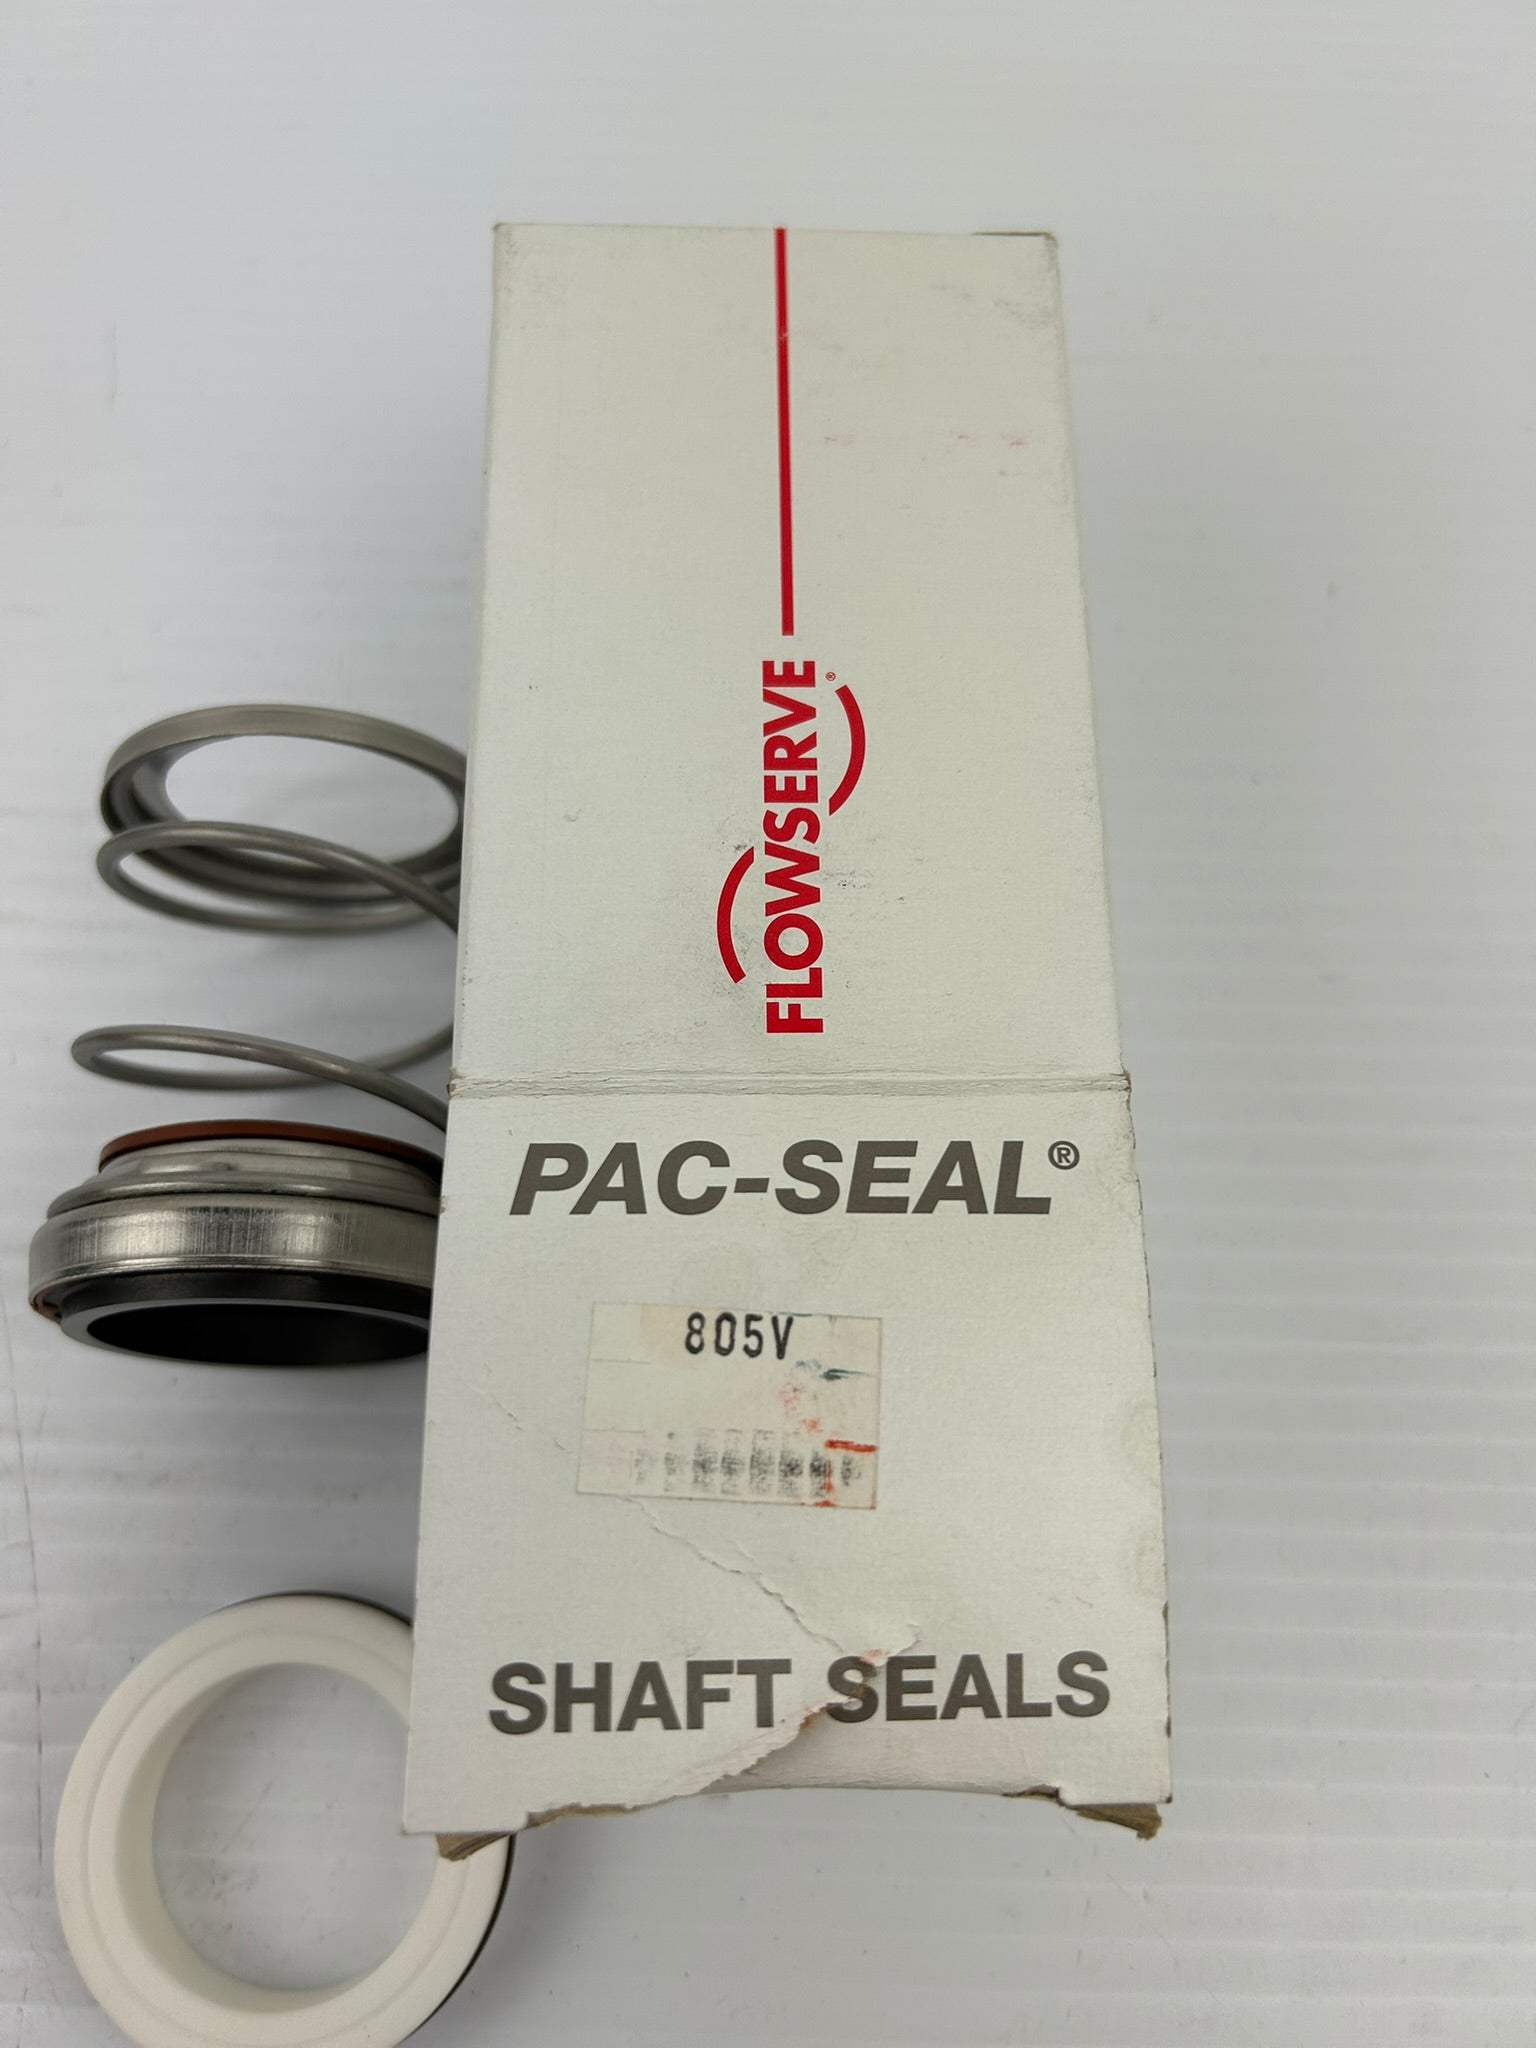 FLOWSERVE®
PAC-SEAL®
805V
SHAFT SEALS